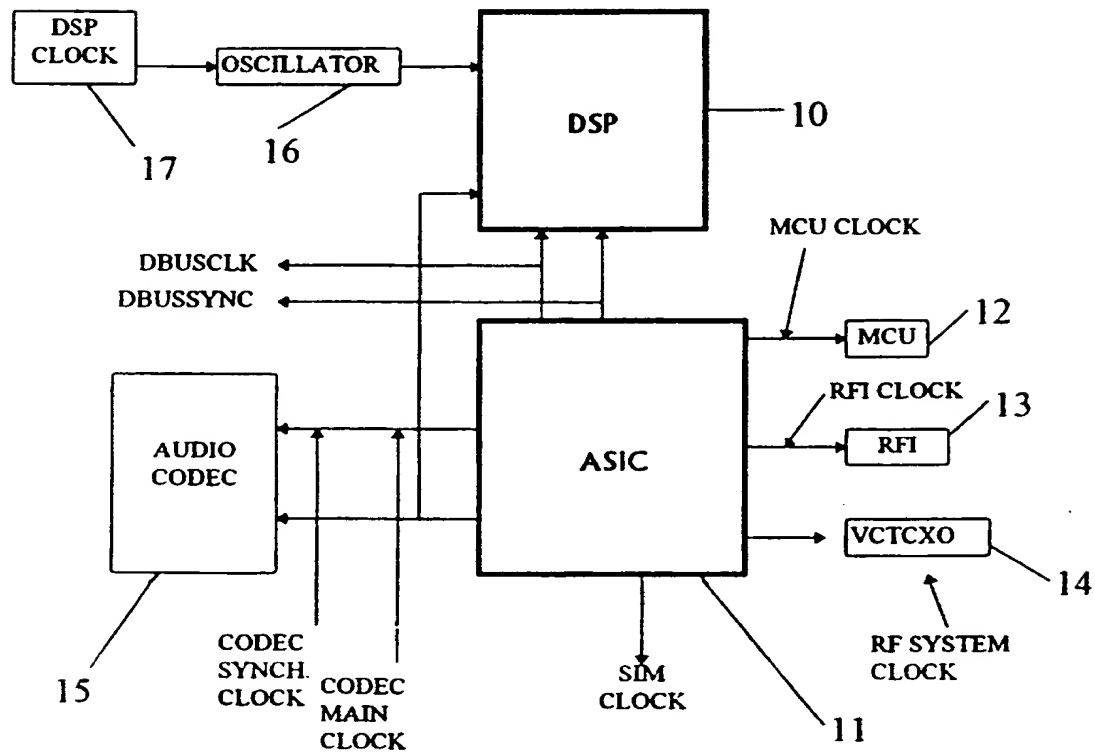 DSP
CLOCK
OSCILLATOR
DSP
10
16
17
MCU CLOCK
DBUSCLK
DBUSSYNC
12
MCU
RFI CLOCK
13
AUDIO
CODEC
ASIC
RFI
VCTCXO
14
RF SYSTEM
CLOCK
CODEC
SYNCH.
CLOCK
CODEC
MAIN
CLOCK
SIM
CLOCK
15
11